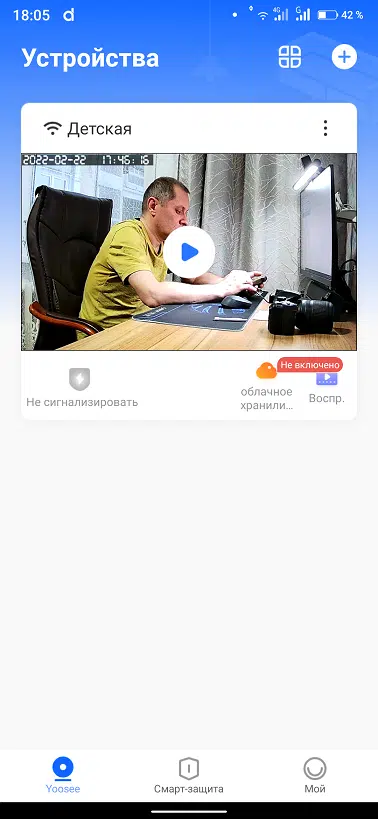 18:05 d 4G G 42 %
Устройства
Детская
2022-02-22 17:46:16
Не включено
Не сигнализировать
облачное
хранили...
Воспр.
Yoosee
Смарт-защита
Мой